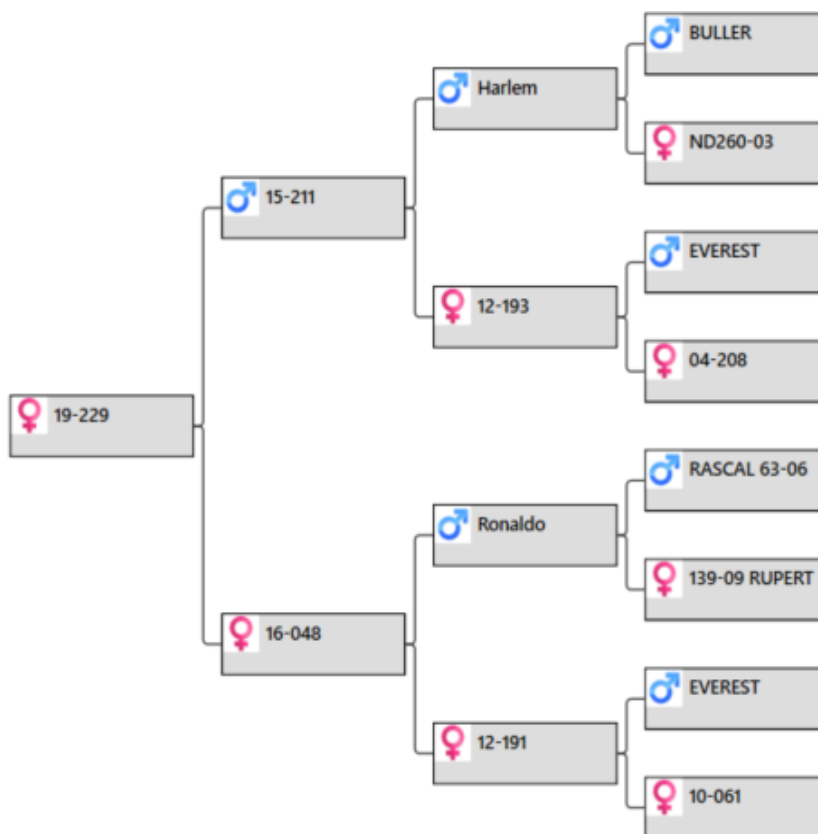 BULLER
Harlem
ND260-03
15-211
EVEREST
12-193
04-208
19-229
RASCAL 63-06
Ronaldo
139-09 RUPERT
16-048
EVEREST
12-191
10-061